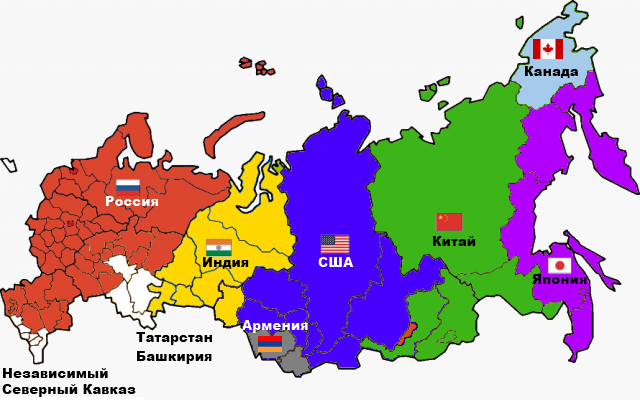 Канада
Россия
Китай
Индия
США
Япония
Армения
Татарстан
Башкирия
Независимый
Северный Кавказ